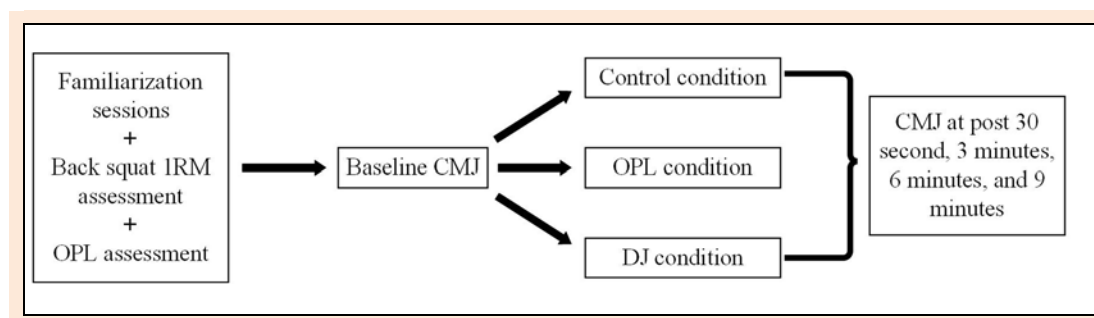 Familiarization
sessions
+
Back squat 1RM
assessment
+
OPL assessment
Baseline CMJ
Control condition
OPL condition
DJ condition
CMJ at post 30
second, 3 minutes,
6 minutes, and 9
minutes